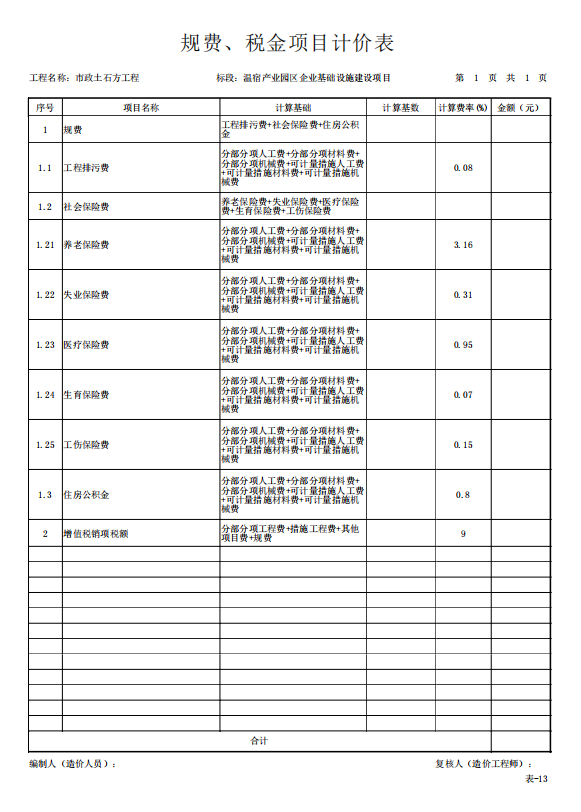 规费、税金项目计价表
工程名称：市政土石方工程 标段：温宿产业园区企业基础设施建设项目 第 1 页 共 1 页
序号 项目名称 计算基础 计算基数 计算费率(%) 金额（元）
1 规费 工程排污费+社会保险费+住房公积
金
1.1 工程排污费 分部分项人工费+分部分项材料费+
分部分项机械费+可计量措施人工费
+可计量措施材料费+可计量措施机
械费 0.08
1.2 社会保险费 养老保险费+失业保险费+医疗保险
费+生育保险费+工伤保险费
1.21 养老保险费 分部分项人工费+分部分项材料费+
分部分项机械费+可计量措施人工费
+可计量措施材料费+可计量措施机
械费 3.16
1.22 失业保险费 分部分项人工费+分部分项材料费+
分部分项机械费+可计量措施人工费
+可计量措施材料费+可计量措施机
械费 0.31
1.23 医疗保险费 分部分项人工费+分部分项材料费+
分部分项机械费+可计量措施人工费
+可计量措施材料费+可计量措施机
械费 0.95
1.24 生育保险费 分部分项人工费+分部分项材料费+
分部分项机械费+可计量措施人工费
+可计量措施材料费+可计量措施机
械费 0.07
1.25 工伤保险费 分部分项人工费+分部分项材料费+
分部分项机械费+可计量措施人工费
+可计量措施材料费+可计量措施机
械费 0.15
1.3 住房公积金 分部分项人工费+分部分项材料费+
分部分项机械费+可计量措施人工费
+可计量措施材料费+可计量措施机
械费 0.8
2 增值税销项税额 分部分项工程费+措施工程费+其他
项目费+规费 9
合计
编制人（造价人员）： 复核人（造价工程师）：
表-13